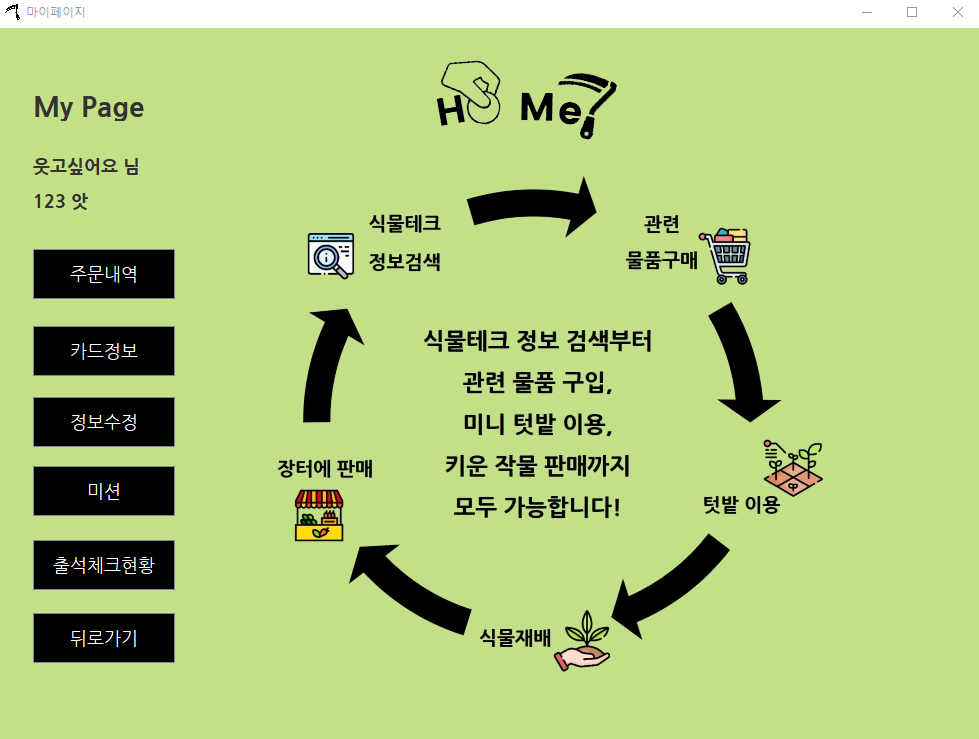 마이페이지
My Page
웃고싶어요 님
123 앗
주문내역
카드정보
정보수정
미션
출석체크현황
뒤로가기
Ho Me?
식물테크
정보검색
관련
물품구매
식물테크 정보 검색부터
관련 물품 구입,
미니 텃밭 이용,
키운 작물 판매까지
모두 가능합니다!
장터에 판매
텃밭 이용
식물재배